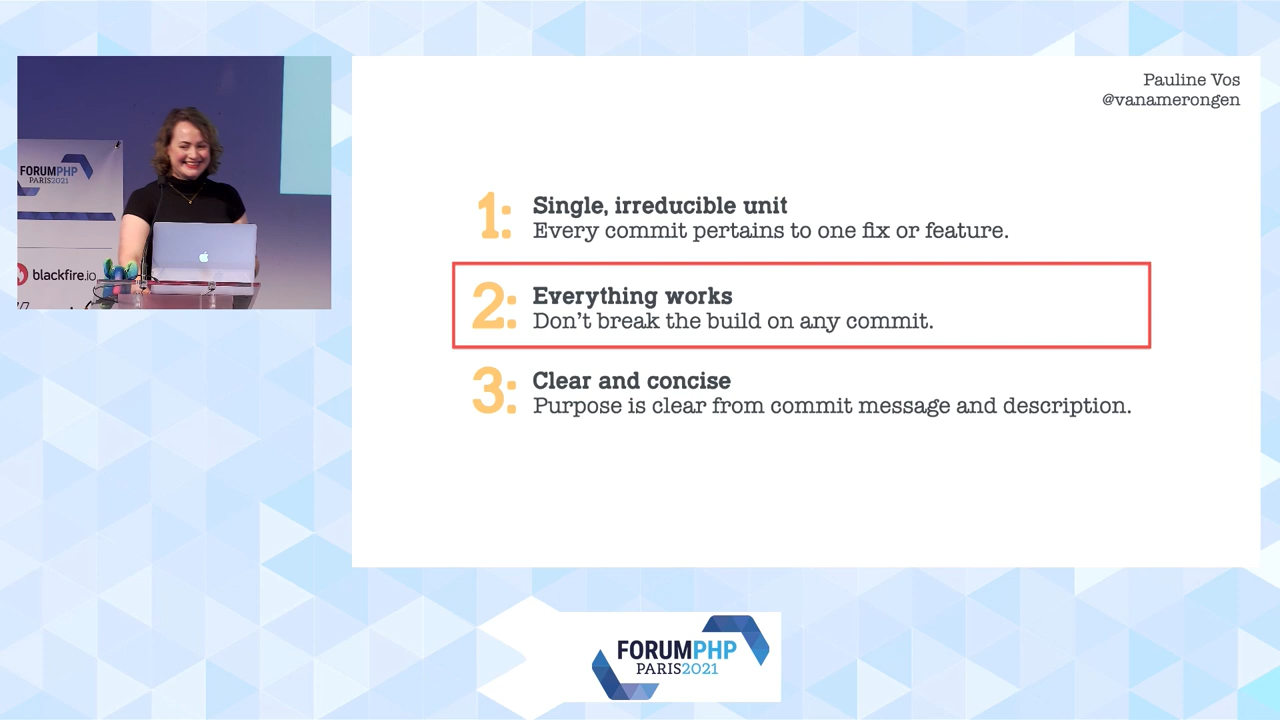 Pauline Vos
@vanamerongen
1: Single, irreducible unit
Every commit pertains to one fix or feature.
2: Everything works
Don't break the build on any commit.
3: Clear and concise
Purpose is clear from commit message and description.
FORUMPHP
PARIS2021
blackfire.io
FORUMPHP
PARIS2021